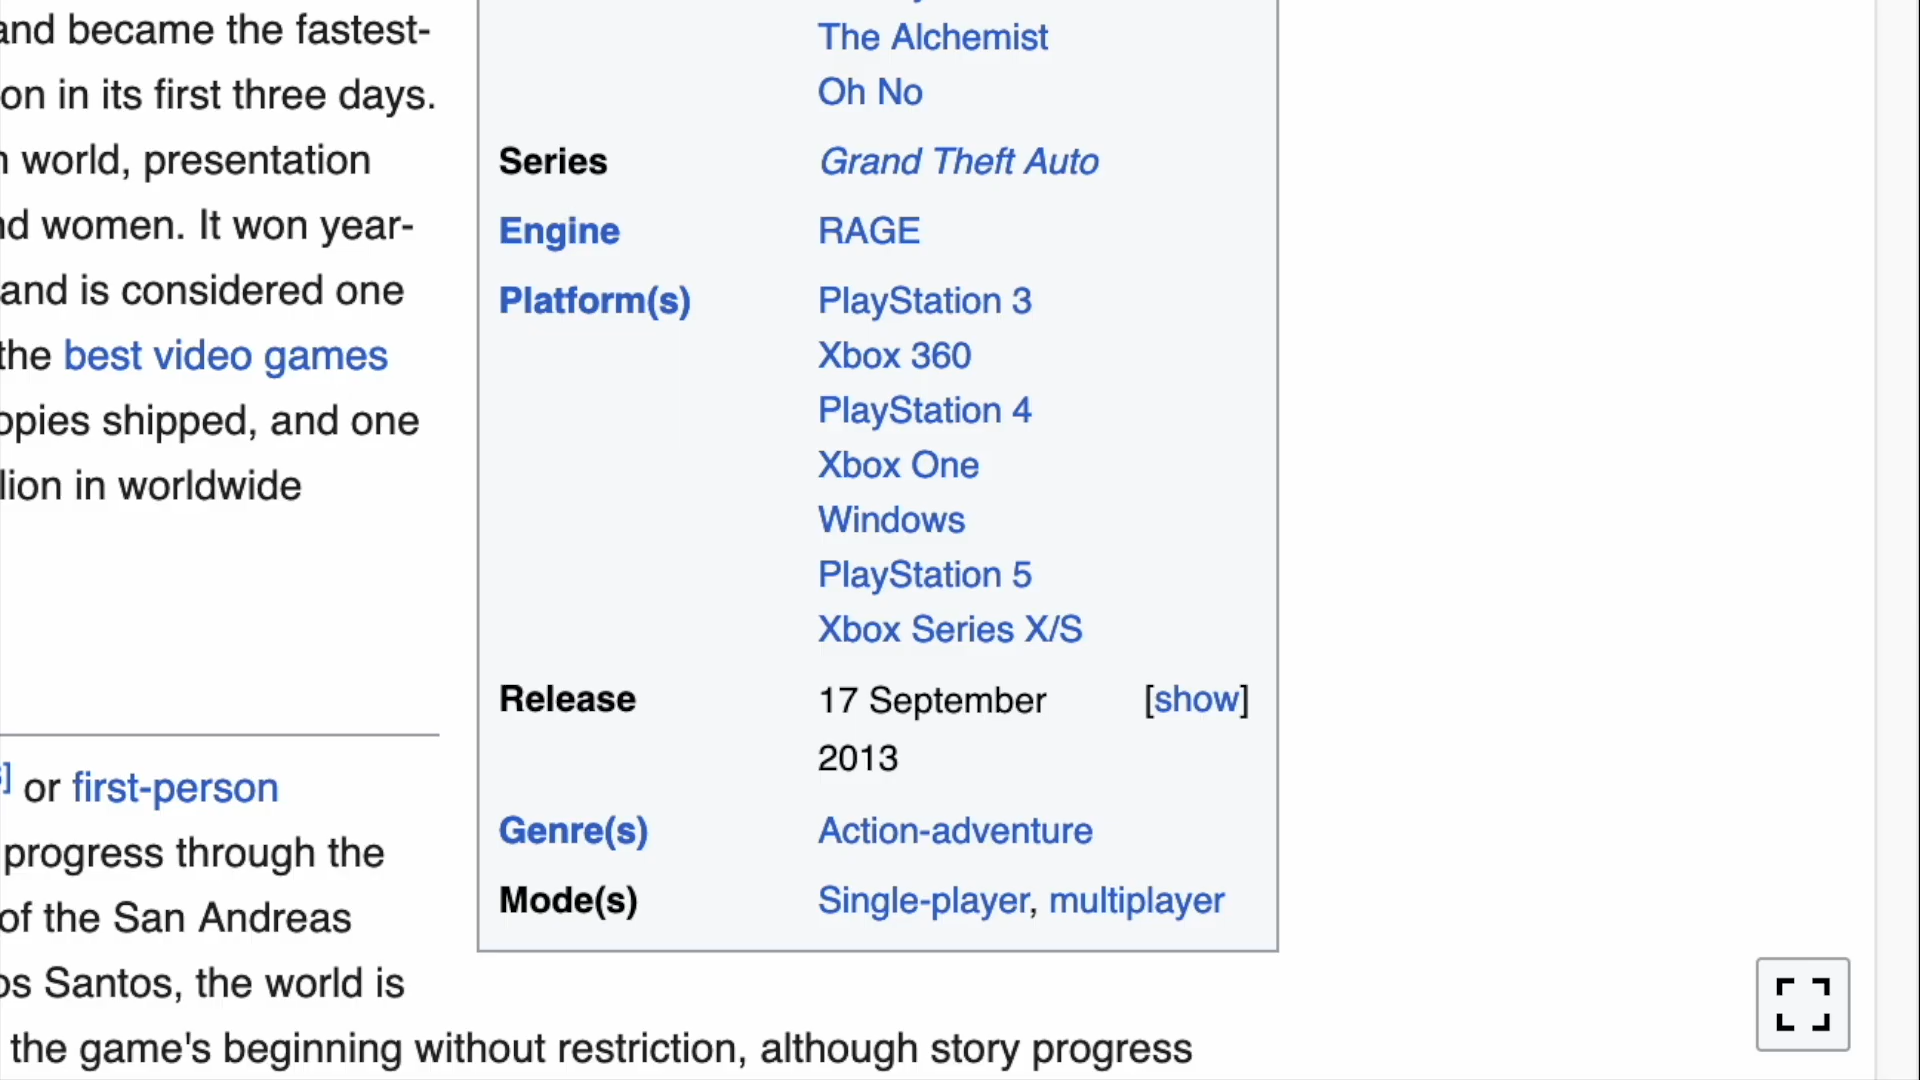 and became the fastest-
on in its first three days.
world, presentation
nd women. It won year-
and is considered one
the best video games
opies shipped, and one
lion in worldwide
The Alchemist
Oh No
Series Grand Theft Auto
Engine RAGE
Platform(s) PlayStation 3
Xbox 360
PlayStation 4
Xbox One
Windows
PlayStation 5
Xbox Series X/S
Release 17 September 2013 [show]
Genre(s) Action-adventure
Mode(s) Single-player, multiplayer
] or first-person
progress through the
of the San Andreas
os Santos, the world is
the game's beginning without restriction, although story progress